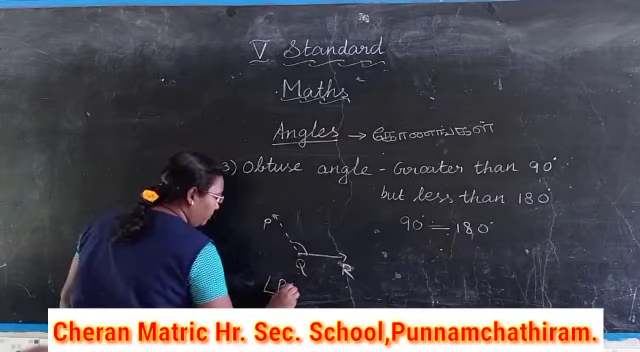 V Standard
Maths
Angles → கோணங்கள்
3) Obtuse angle - Greater than 90°
but less than 180°
90° — 180°
P
Q
R
∠P
Cheran Matric Hr. Sec. School,Punnamchathiram.